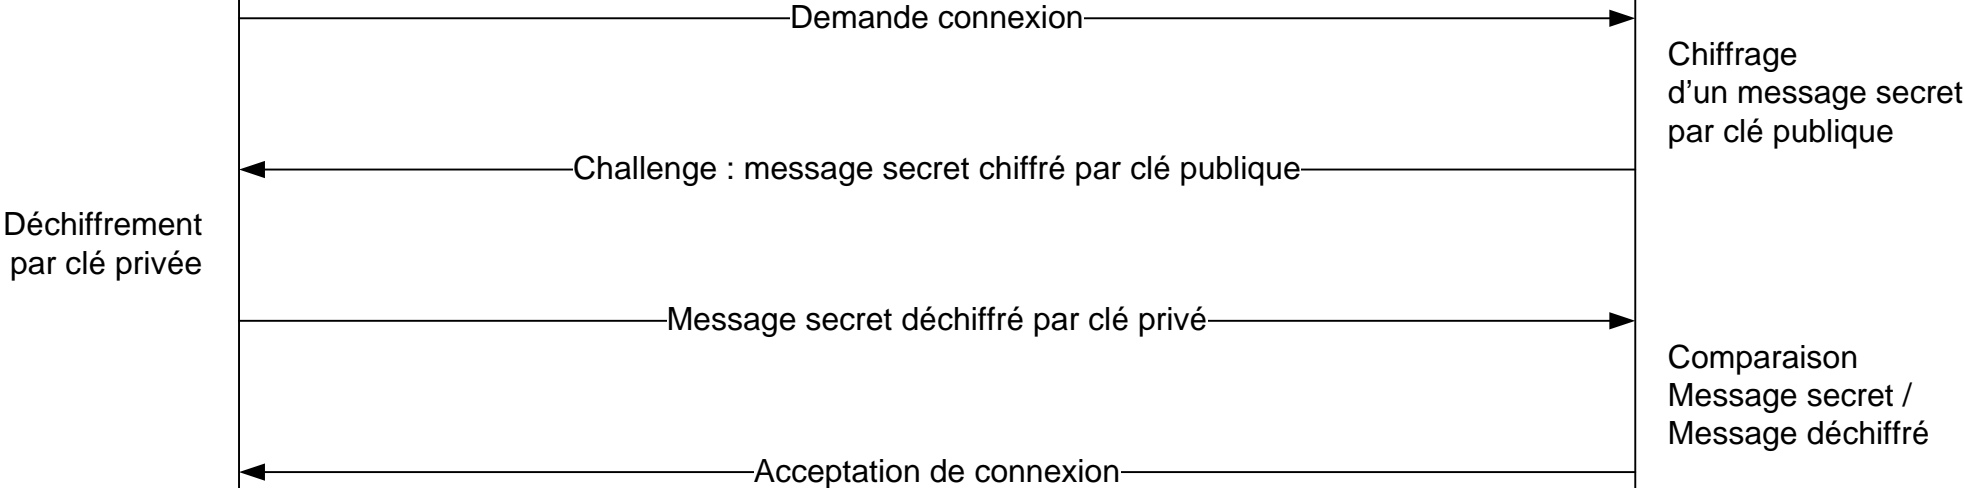 Demande connexion
Chiffrage
d'un message secret
par clé publique
Challenge : message secret chiffré par clé publique
Déchiffrement
par clé privée
Message secret déchiffré par clé privé
Comparaison
Message secret /
Message déchiffré
Acceptation de connexion